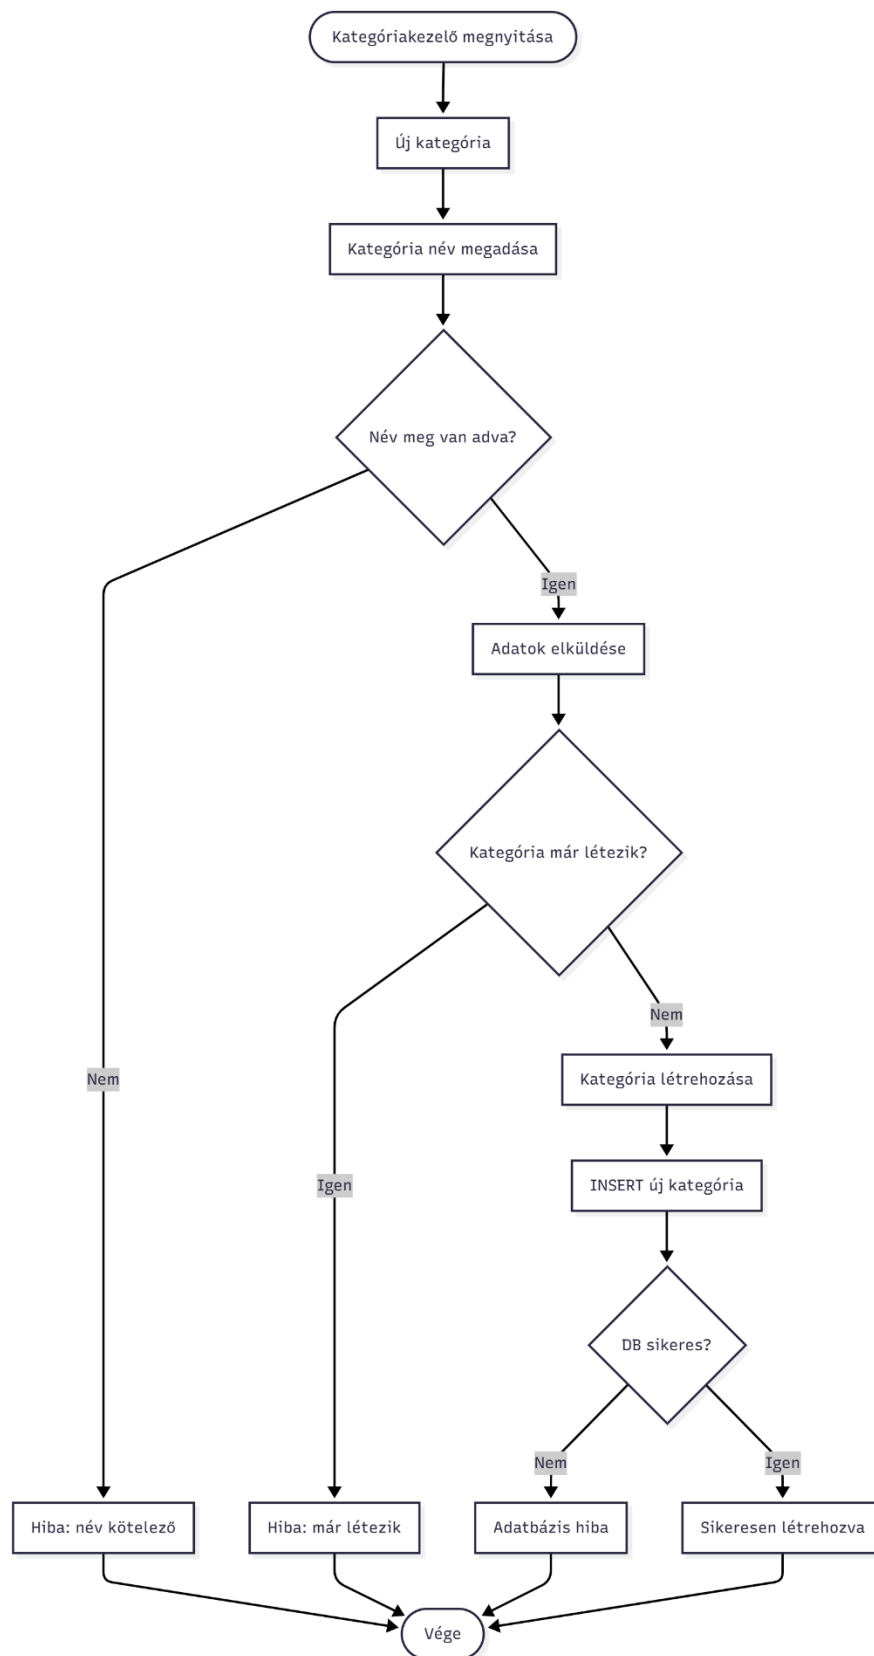 Kategóriakezelő megnyitása
Új kategória
Kategória név megadása
Név meg van adva?
Igen
Adatok elküldése
Kategória már létezik?
Nem
Kategória létrehozása
Nem
Igen
INSERT új kategória
DB sikeres?
Nem
Igen
Hiba: név kötelező
Hiba: már létezik
Adatbázis hiba
Sikeresen létrehozva
Vége